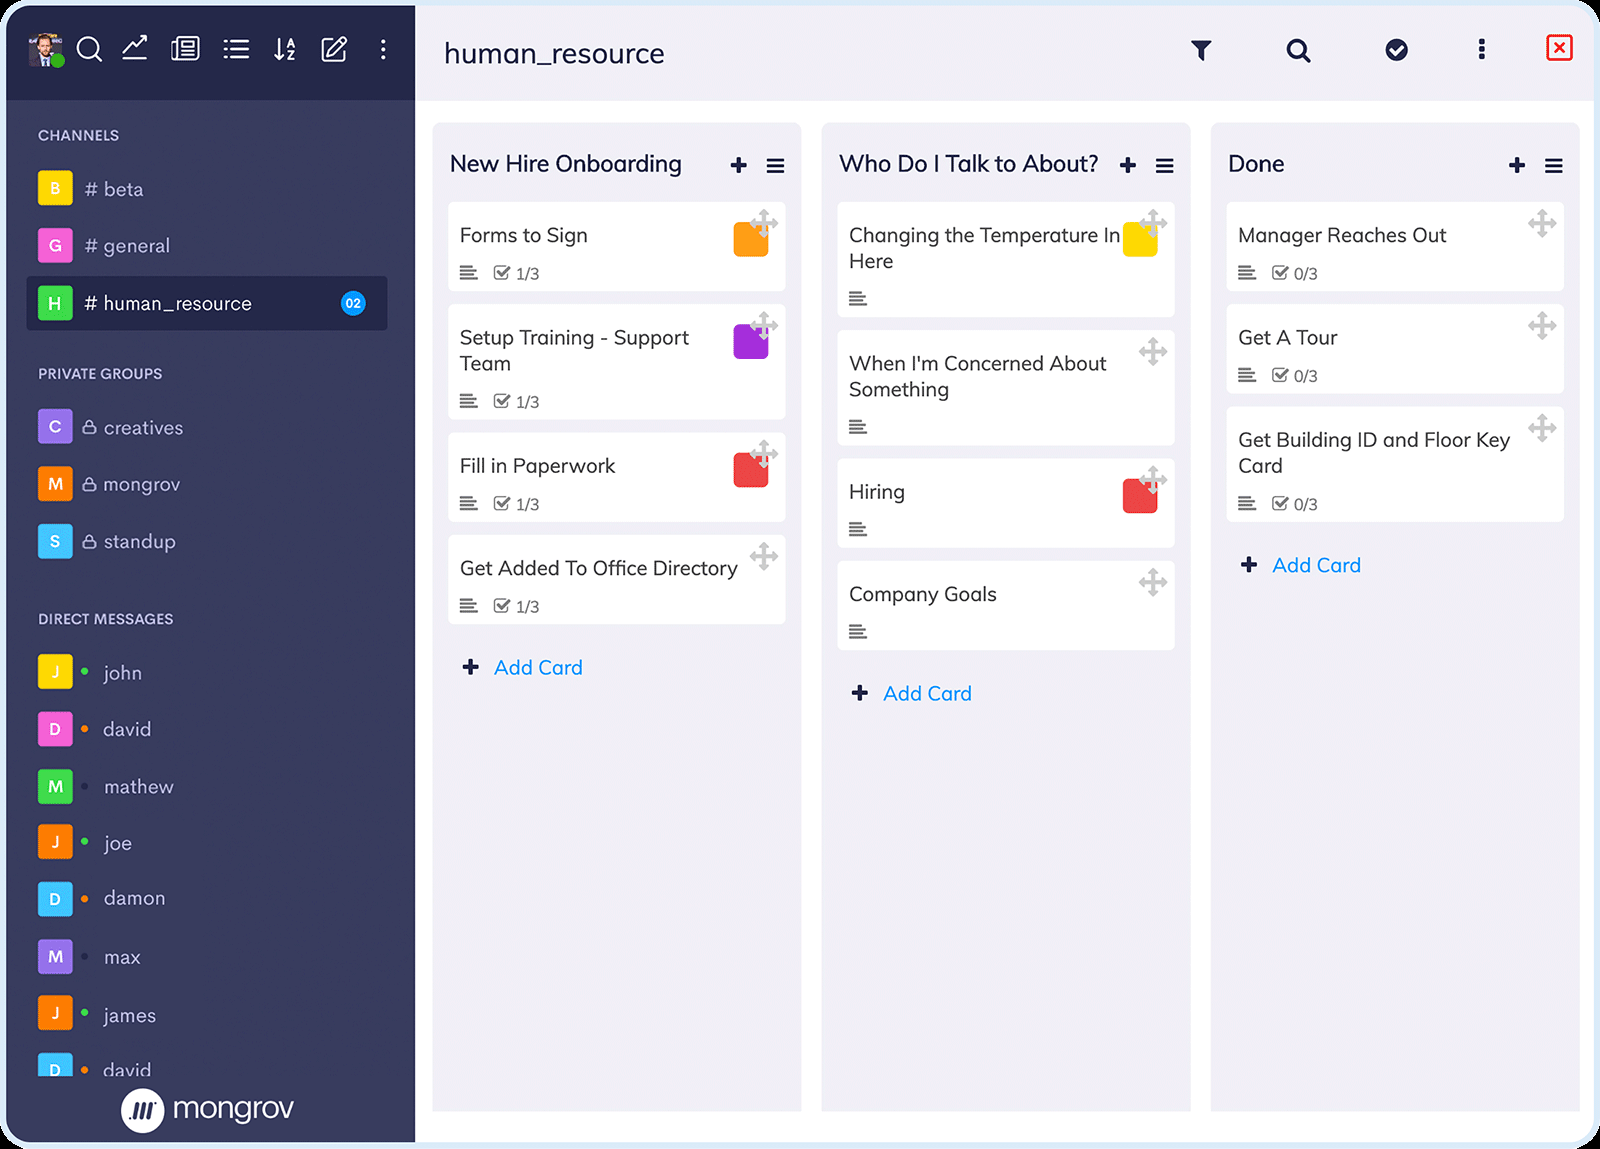 human_resource
CHANNELS
B # beta
G # general
H # human_resource 02
PRIVATE GROUPS
C creatives
M mongrov
S standup
DIRECT MESSAGES
J john
D david
M mathew
J joe
D damon
M max
J james
D david
mongrov
New Hire Onboarding
Forms to Sign
1/3
Setup Training - Support
Team
1/3
Fill in Paperwork
1/3
Get Added To Office Directory
1/3
Add Card
Who Do I Talk to About?
Changing the Temperature In
Here
When I'm Concerned About
Something
Hiring
Company Goals
Add Card
Done
Manager Reaches Out
0/3
Get A Tour
0/3
Get Building ID and Floor Key
Card
0/3
Add Card